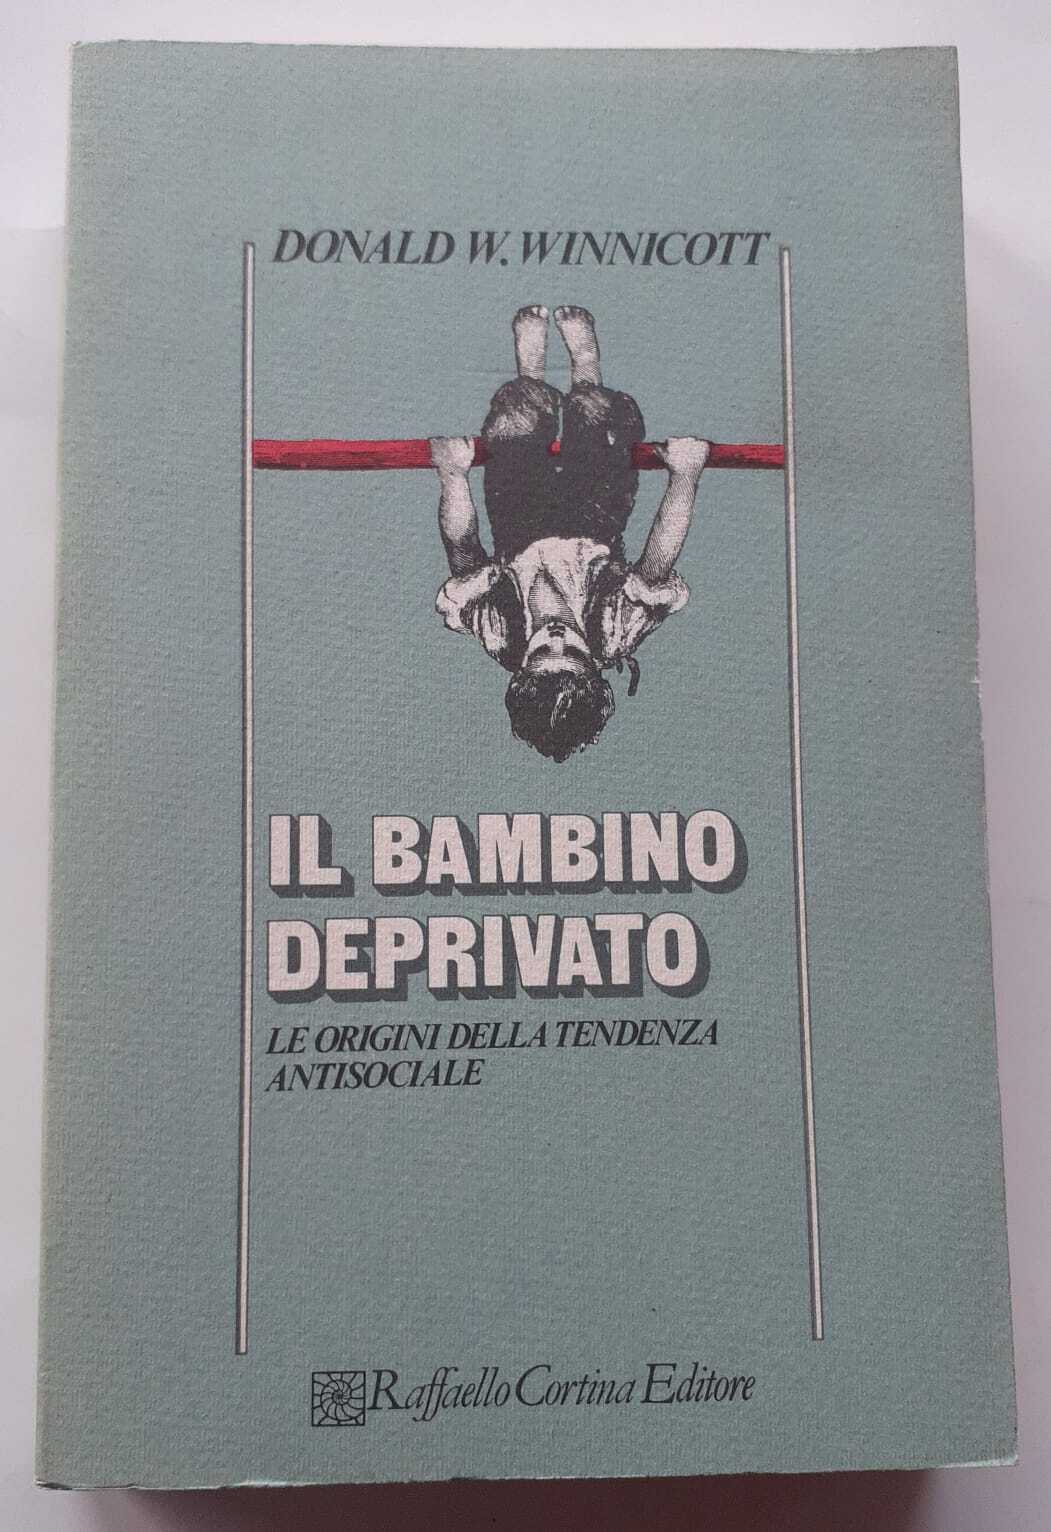 DONALD W. WINNICOTT
IL BAMBINO
DEPRIVATO
LE ORIGINI DELLA TENDENZA
ANTISOCIALE
Raffaello Cortina Editore